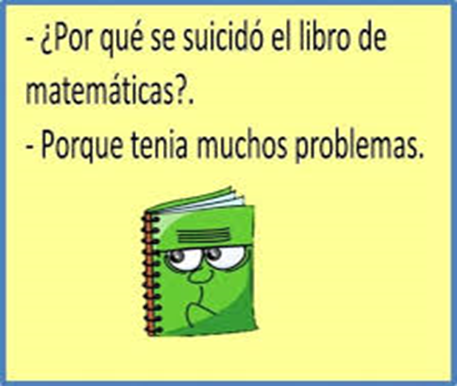 - ¿Por qué se suicidó el libro de
matemáticas?.
- Porque tenia muchos problemas.